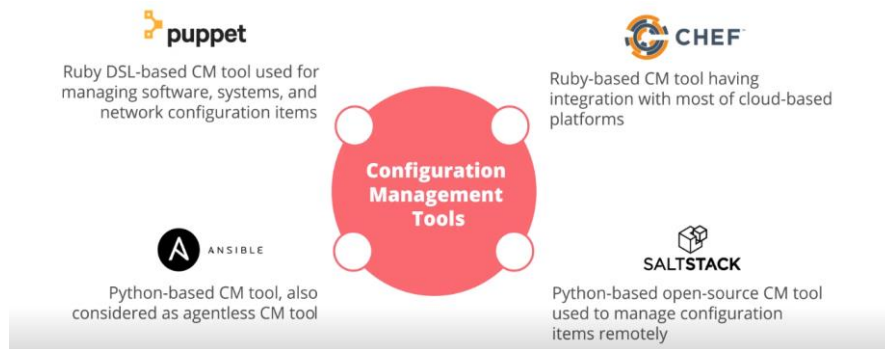 puppet
Ruby DSL-based CM tool used for
managing software, systems, and
network configuration items
CHEF
Ruby-based CM tool having
integration with most of cloud-based
platforms
Configuration
Management
Tools
ANSIBLE
Python-based CM tool, also
considered as agentless CM tool
SALTSTACK
Python-based open-source CM tool
used to manage configuration
items remotely